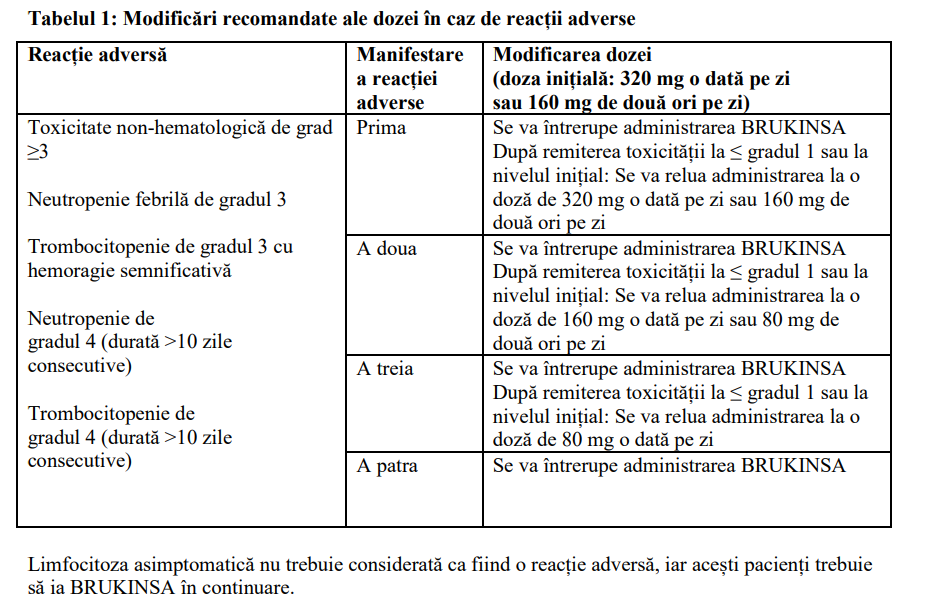 Tabelul 1: Modificări recomandate ale dozei în caz de reacții adverse
Reacție adversă
Manifestare
a reacției
adverse
Modificarea dozei
(doza inițială: 320 mg o dată pe zi
sau 160 mg de două ori pe zi)
Toxicitate non-hematologică de grad
≥3
Neutropenie febrilă de gradul 3
Trombocitopenie de gradul 3 cu
hemoragie semnificativă
Neutropenie de
gradul 4 (durată >10 zile
consecutive)
Trombocitopenie de
gradul 4 (durată >10 zile
consecutive)
Prima
Se va întrerupe administrarea BRUKINSA
După remiterea toxicității la ≤ gradul 1 sau la
nivelul inițial: Se va relua administrarea la o
doză de 320 mg o dată pe zi sau 160 mg de
două ori pe zi
A doua
Se va întrerupe administrarea BRUKINSA
După remiterea toxicității la ≤ gradul 1 sau la
nivelul inițial: Se va relua administrarea la o
doză de 160 mg o dată pe zi sau 80 mg de
două ori pe zi
A treia
Se va întrerupe administrarea BRUKINSA
După remiterea toxicității la ≤ gradul 1 sau la
nivelul inițial: Se va relua administrarea la o
doză de 80 mg o dată pe zi
A patra
Se va întrerupe administrarea BRUKINSA
Limfocitoza asimptomatică nu trebuie considerată ca fiind o reacție adversă, iar acești pacienți trebuie
să ia BRUKINSA în continuare.